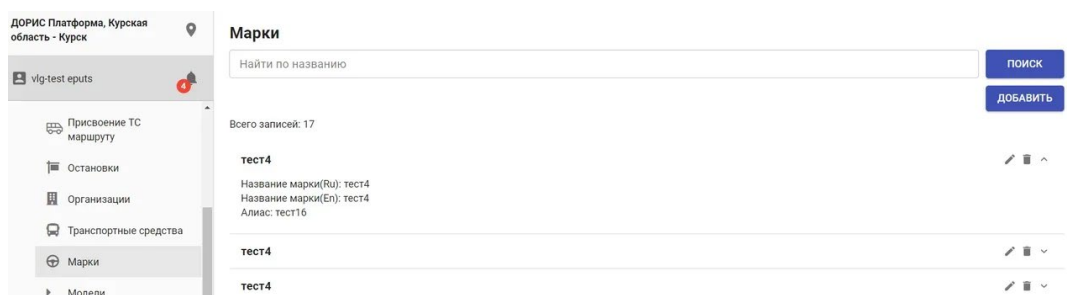 ДОРИС Платформа, Курская
область - Курск
vlg-test eputs
4
Присвоение ТС
маршруту
Остановки
Организации
Транспортные средства
Марки
Модели
Марки
Найти по названию
ПОИСК
ДОБАВИТЬ
Всего записей: 17
тест4
Название марки(Ru): тест4
Название марки(En): тест4
Алиас: тест16
тест4
тест4